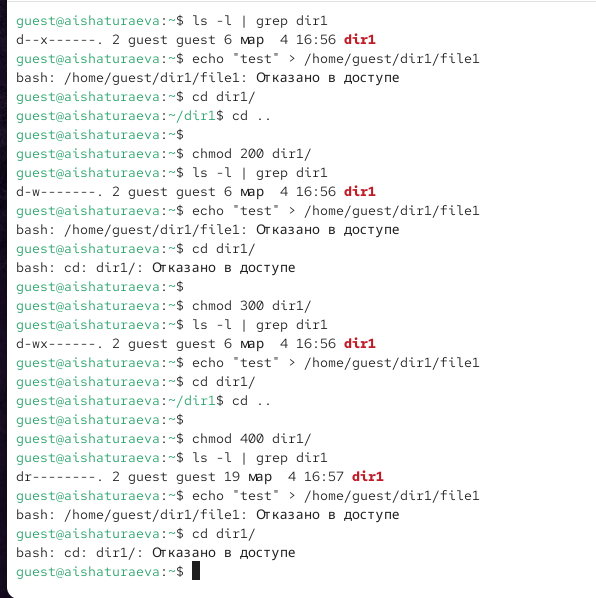 guest@aishaturaeva:~$ ls -l | grep dir1
d--x------. 2 guest guest 6 мар  4 16:56 dir1
guest@aishaturaeva:~$ echo "test" > /home/guest/dir1/file1
bash: /home/guest/dir1/file1: Отказано в доступе
guest@aishaturaeva:~$ cd dir1/
guest@aishaturaeva:~/dir1$ cd ..
guest@aishaturaeva:~$
guest@aishaturaeva:~$ chmod 200 dir1/
guest@aishaturaeva:~$ ls -l | grep dir1
d-w-------. 2 guest guest 6 мар  4 16:56 dir1
guest@aishaturaeva:~$ echo "test" > /home/guest/dir1/file1
bash: /home/guest/dir1/file1: Отказано в доступе
guest@aishaturaeva:~$ cd dir1/
bash: cd: dir1/: Отказано в доступе
guest@aishaturaeva:~$
guest@aishaturaeva:~$ chmod 300 dir1/
guest@aishaturaeva:~$ ls -l | grep dir1
d-wx------. 2 guest guest 6 мар  4 16:56 dir1
guest@aishaturaeva:~$ echo "test" > /home/guest/dir1/file1
guest@aishaturaeva:~$ cd dir1/
guest@aishaturaeva:~/dir1$ cd ..
guest@aishaturaeva:~$
guest@aishaturaeva:~$ chmod 400 dir1/
guest@aishaturaeva:~$ ls -l | grep dir1
dr--------. 2 guest guest 19 мар  4 16:57 dir1
guest@aishaturaeva:~$ echo "test" > /home/guest/dir1/file1
bash: /home/guest/dir1/file1: Отказано в доступе
guest@aishaturaeva:~$ cd dir1/
bash: cd: dir1/: Отказано в доступе
guest@aishaturaeva:~$